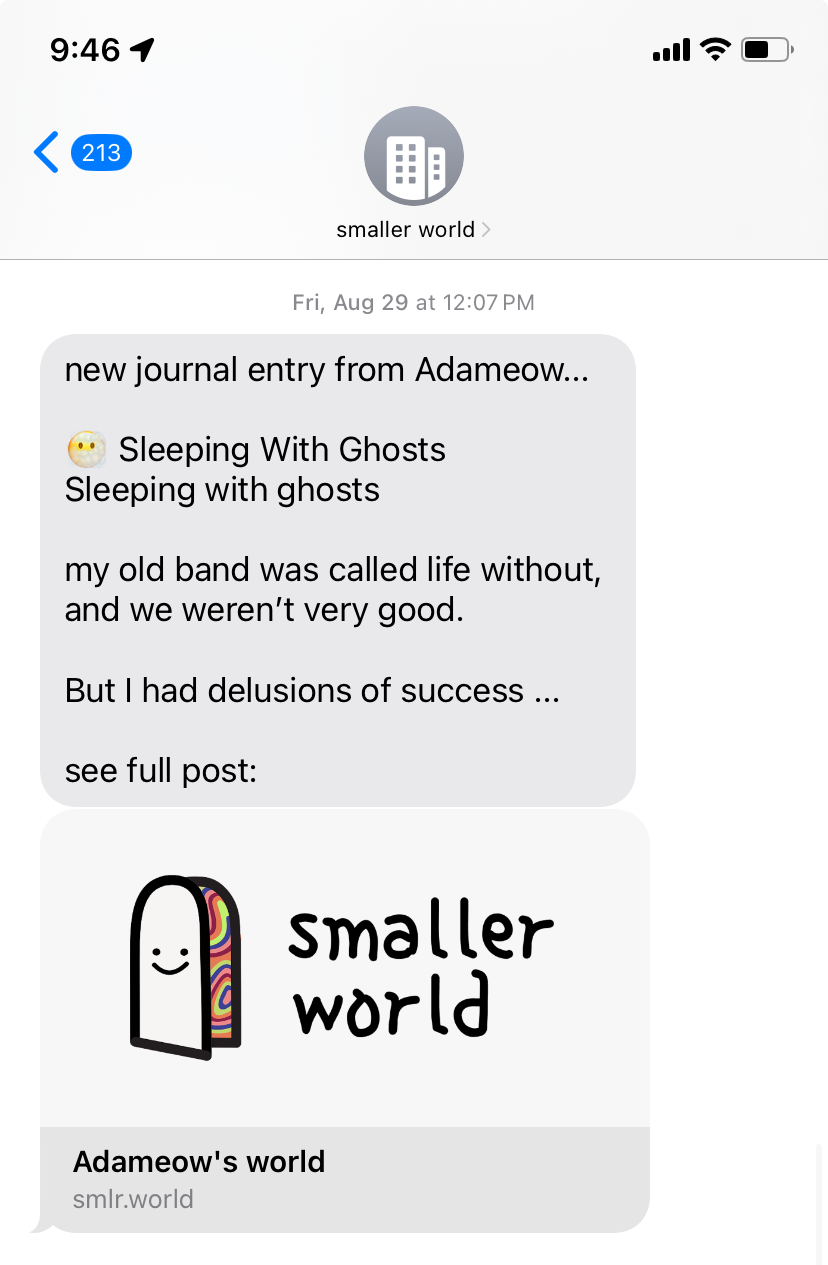 9:46
213
smaller world
Fri, Aug 29 at 12:07 PM
new journal entry from Adameow...
😶‍🌫️ Sleeping With Ghosts
Sleeping with ghosts
my old band was called life without,
and we weren’t very good.
But I had delusions of success ...
see full post:
smaller
world
Adameow's world
smlr.world